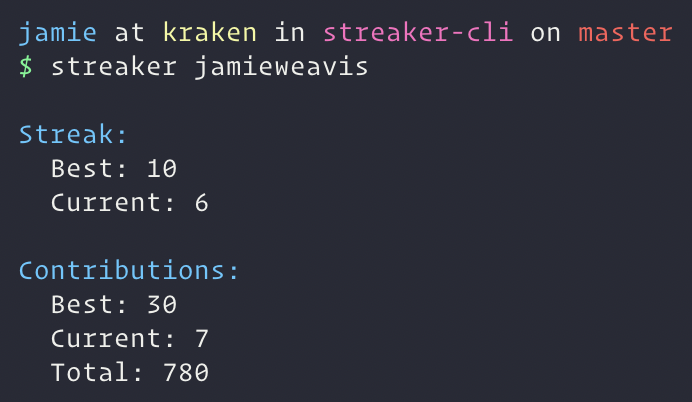 jamie at kraken in streaker-cli on master
$ streaker jamieweavis
Streak:
Best: 10
Current: 6
Contributions:
Best: 30
Current: 7
Total: 780